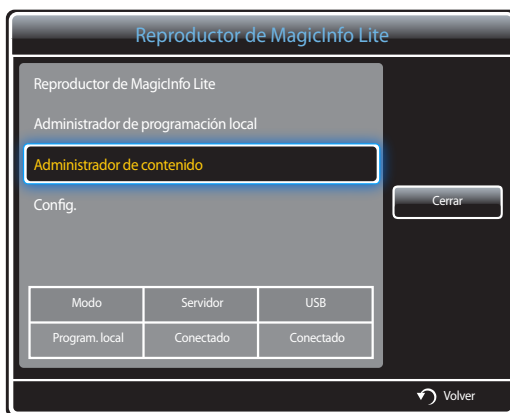 Reproductor de MagicInfo Lite
Reproductor de MagicInfo Lite
Administrador de programación local
Administrador de contenido
Config.
Cerrar
Modo Servidor USB
Program. local Conectado Conectado
Volver